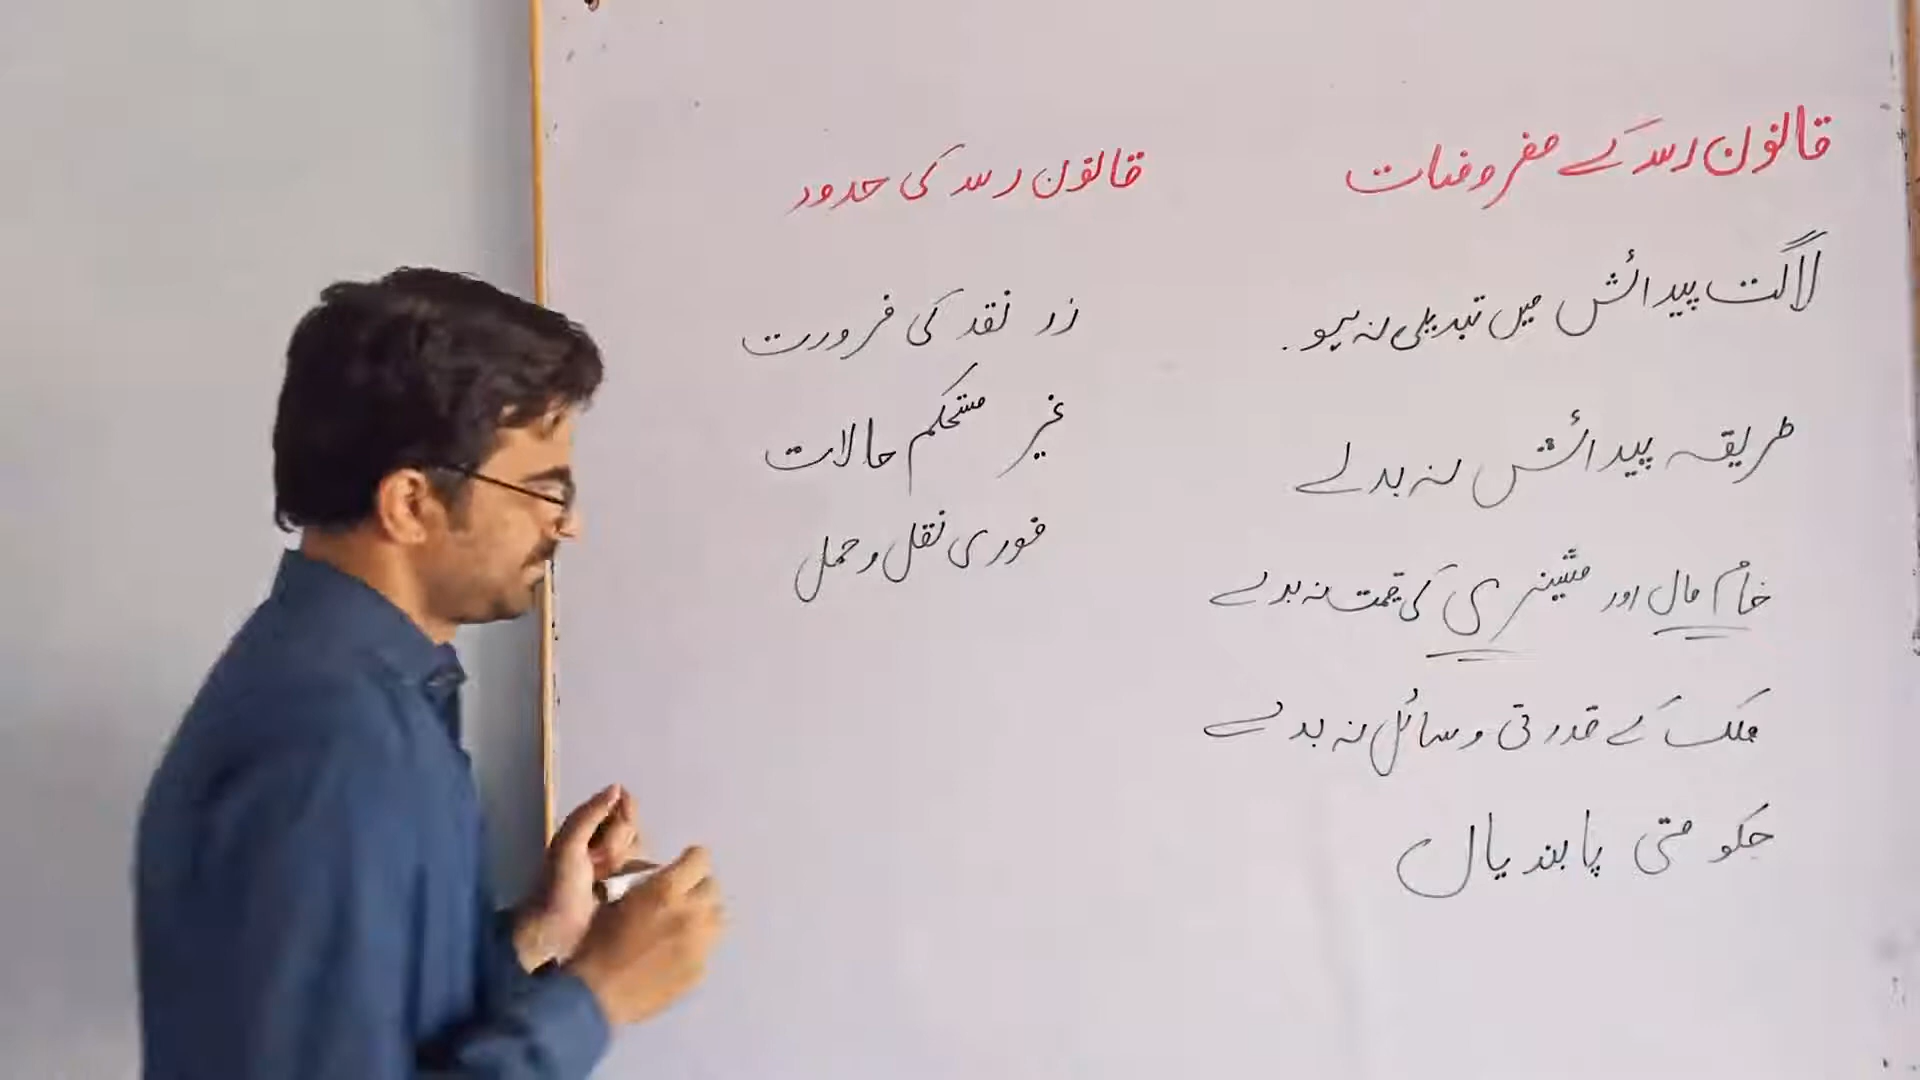 قانون رسد کے مفروضات
لاگت پیدائش میں تبدیلی نہ ہو۔
طریقہ پیدائش نہ بدلے
خام مال اور مشینری کی قیمت نہ بدلے
ملک کے قدرتی وسائل نہ بدلے
حکومتی پابندیاں
قانون رسد کی حدود
زر نقد کی ضرورت
غیر مستحکم حالات
فوری نقل و حمل